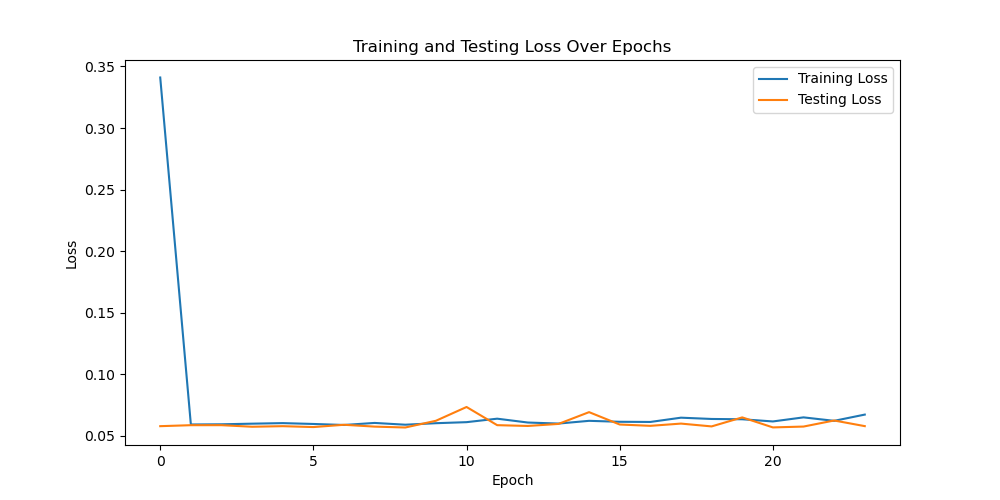 Training and Testing Loss Over Epochs
Training Loss
Testing Loss
Loss
0.35
0.30
0.25
0.20
0.15
0.10
0.05
0
5
10
15
20
Epoch